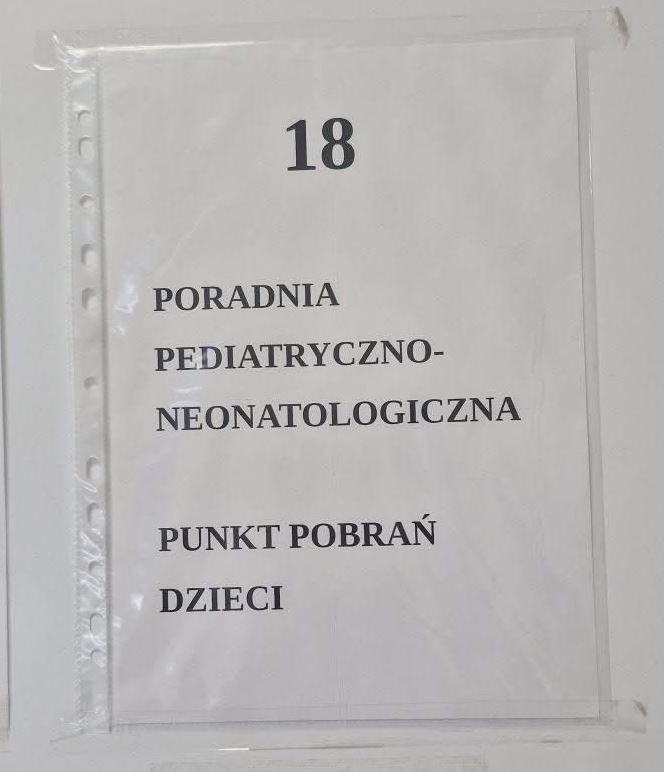 18
PORADNIA
PEDIATRYCZNO-
NEONATOLOGICZNA
PUNKT POBRAŃ
DZIECI